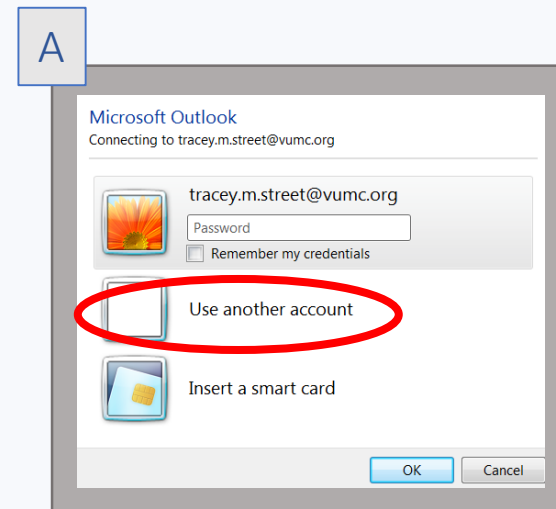 A
Microsoft Outlook
Connecting to tracey.m.street@vumc.org
tracey.m.street@vumc.org
Password
Remember my credentials
Use another account
Insert a smart card
OK Cancel